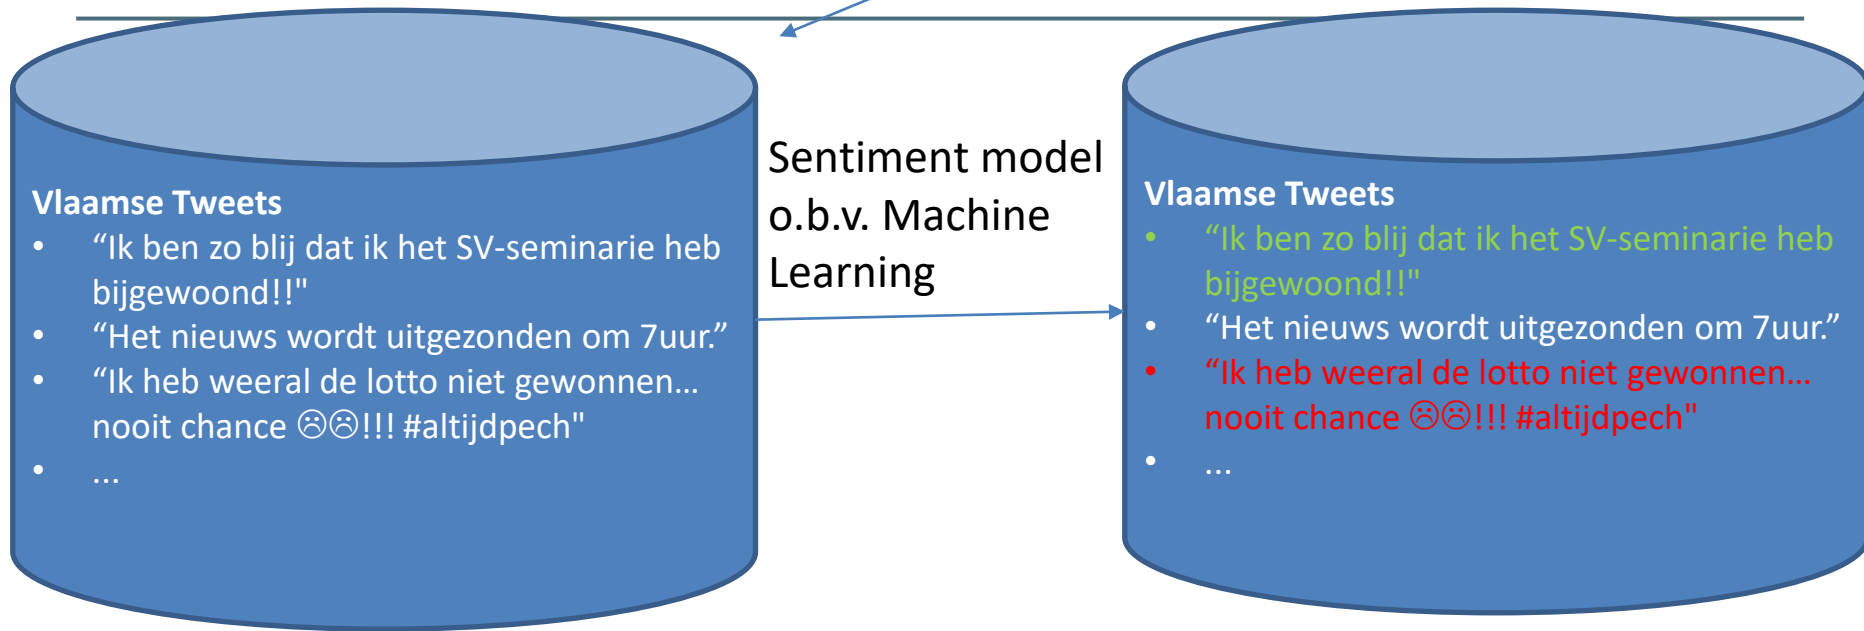 Vlaamse Tweets
• “Ik ben zo blij dat ik het SV-seminarie heb
bijgewoond!!"
• “Het nieuws wordt uitgezonden om 7uur.”
• “Ik heb weeral de lotto niet gewonnen…
nooit chance ☹☹!!! #altijdpech"
• ...
Sentiment model
o.b.v. Machine
Learning
Vlaamse Tweets
• “Ik ben zo blij dat ik het SV-seminarie heb
bijgewoond!!"
• “Het nieuws wordt uitgezonden om 7uur.”
• “Ik heb weeral de lotto niet gewonnen…
nooit chance ☹☹!!! #altijdpech"
• ...